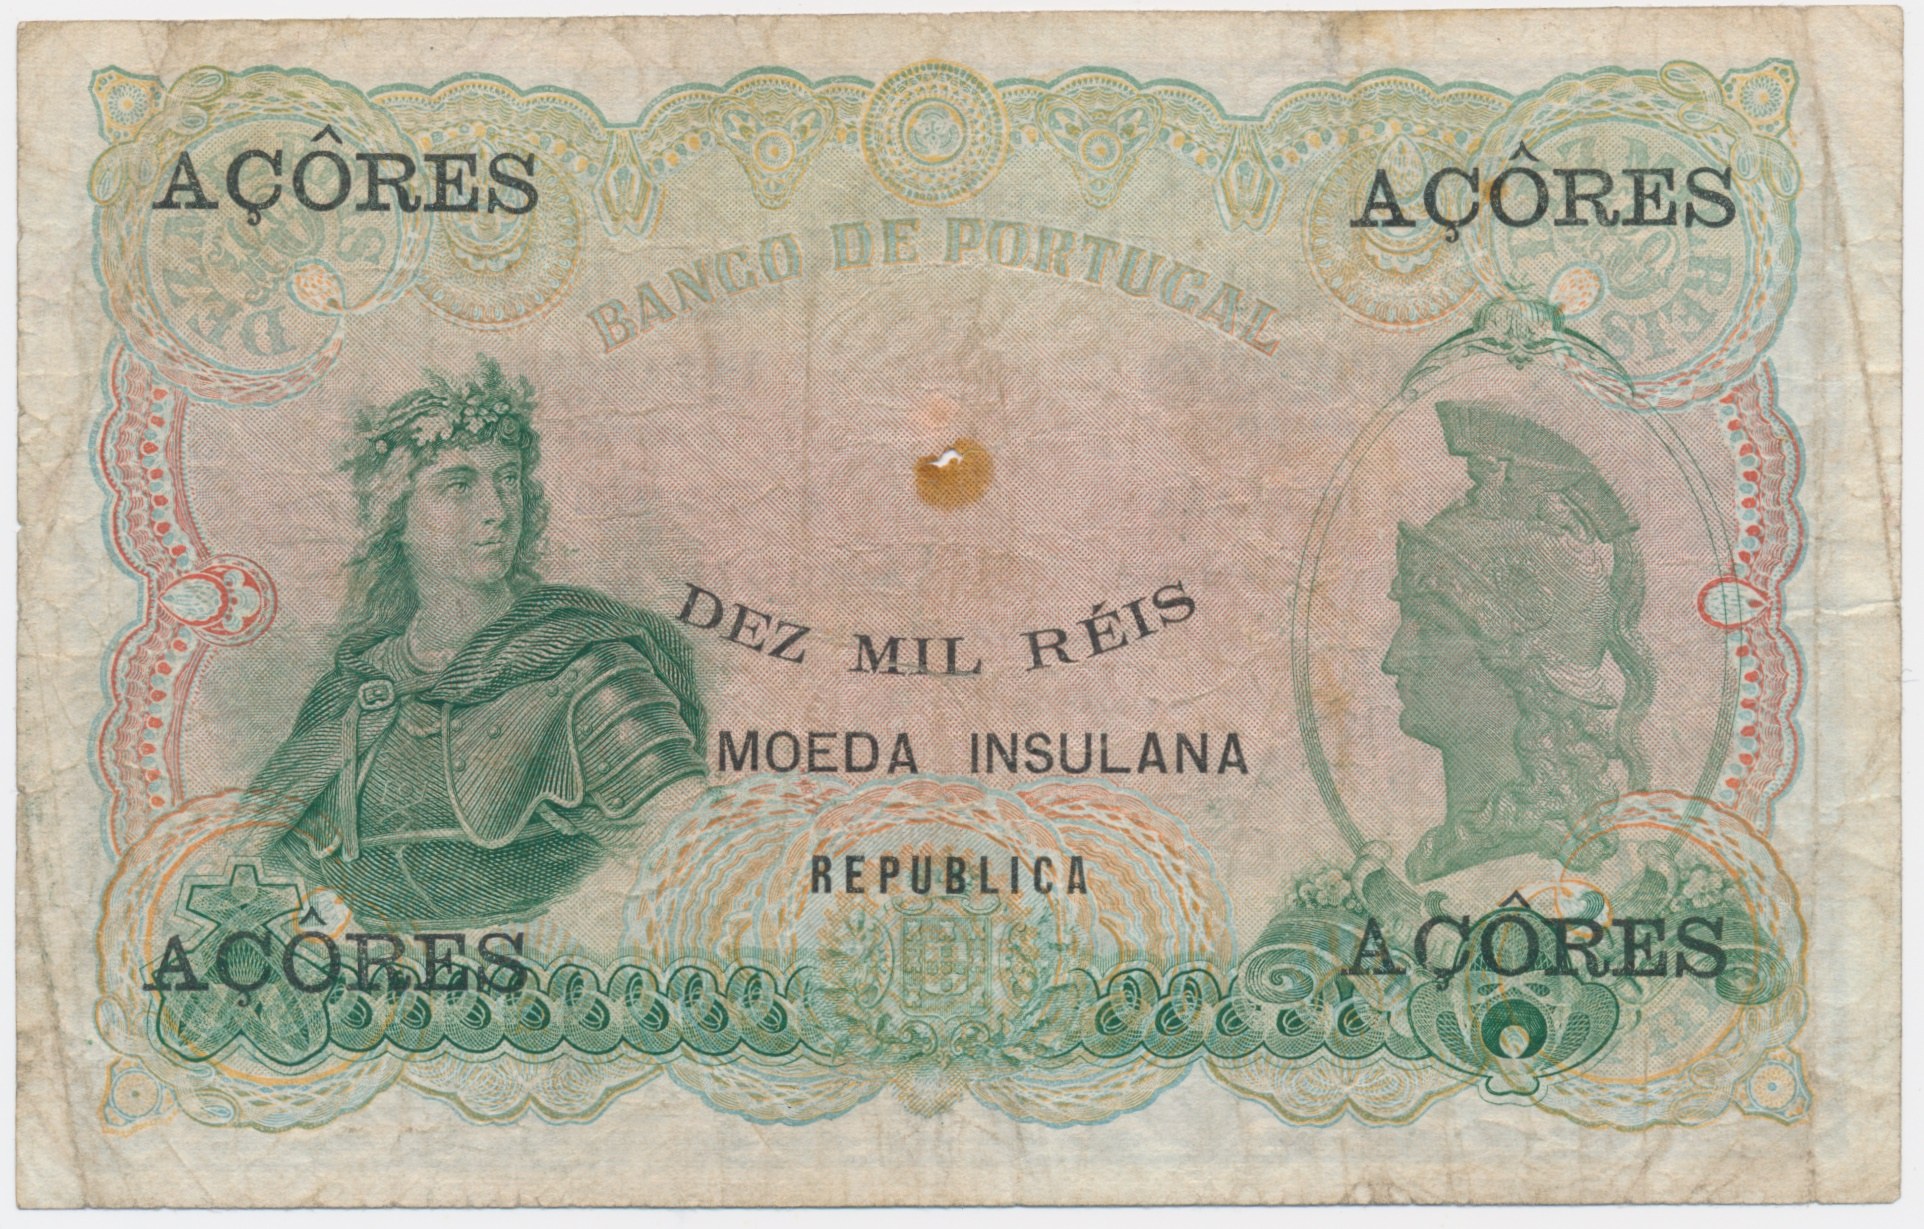 AÇÔRES AÇÔRES
BANCO DE PORTUGAL
DEZ MIL RÉIS
MOEDA INSULANA
REPUBLICA
AÇÔRES AÇÔRES